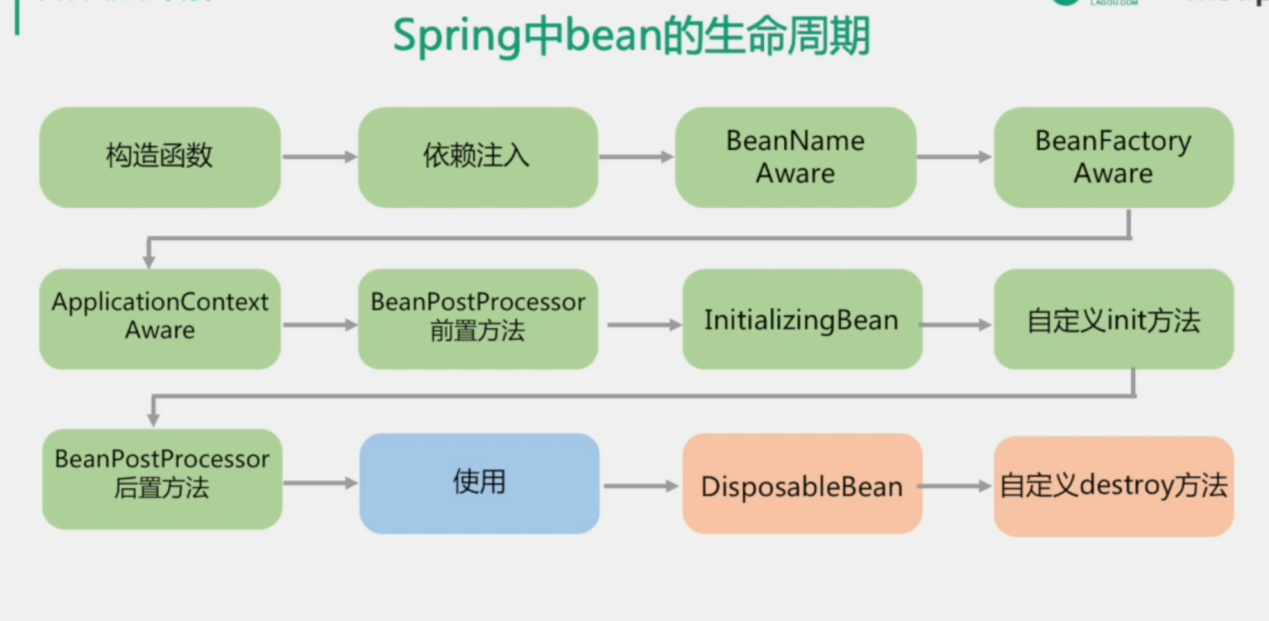 LAGOU.COM
Spring中bean的生命周期
构造函数
依赖注入
BeanName
Aware
BeanFactory
Aware
ApplicationContext
Aware
BeanPostProcessor
前置方法
InitializingBean
自定义init方法
BeanPostProcessor
后置方法
使用
DisposableBean
自定义destroy方法